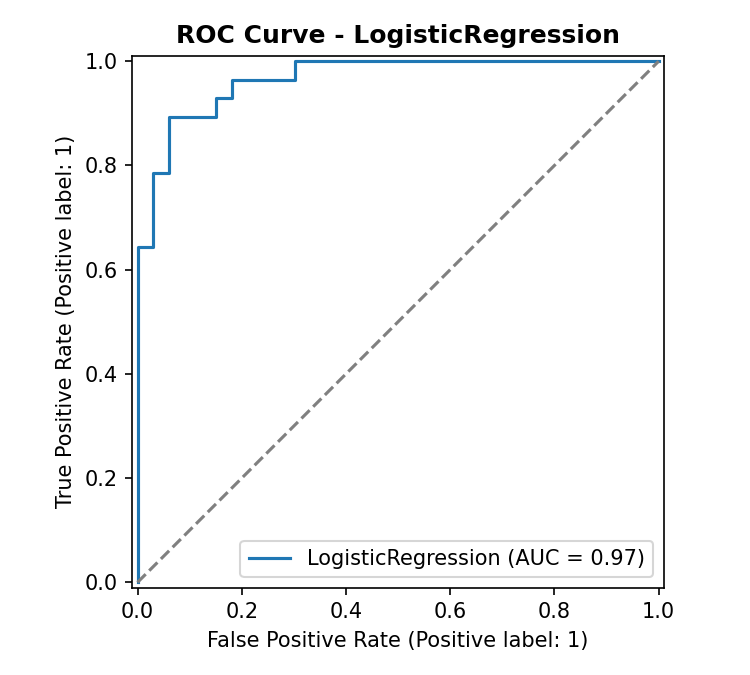 ROC Curve - LogisticRegression
True Positive Rate (Positive label: 1)
1.0
0.8
0.6
0.4
0.2
0.0
LogisticRegression (AUC = 0.97)
0.0 0.2 0.4 0.6 0.8 1.0
False Positive Rate (Positive label: 1)